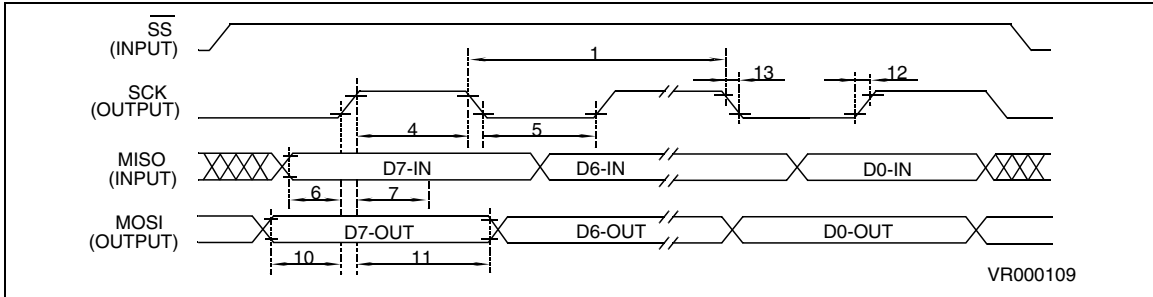 SS
(INPUT)
1
13
12
SCK
(OUTPUT)
4
5
MISO
(INPUT)
D7-IN
D6-IN
D0-IN
6
7
MOSI
(OUTPUT)
D7-OUT
D6-OUT
D0-OUT
10
11
VR000109